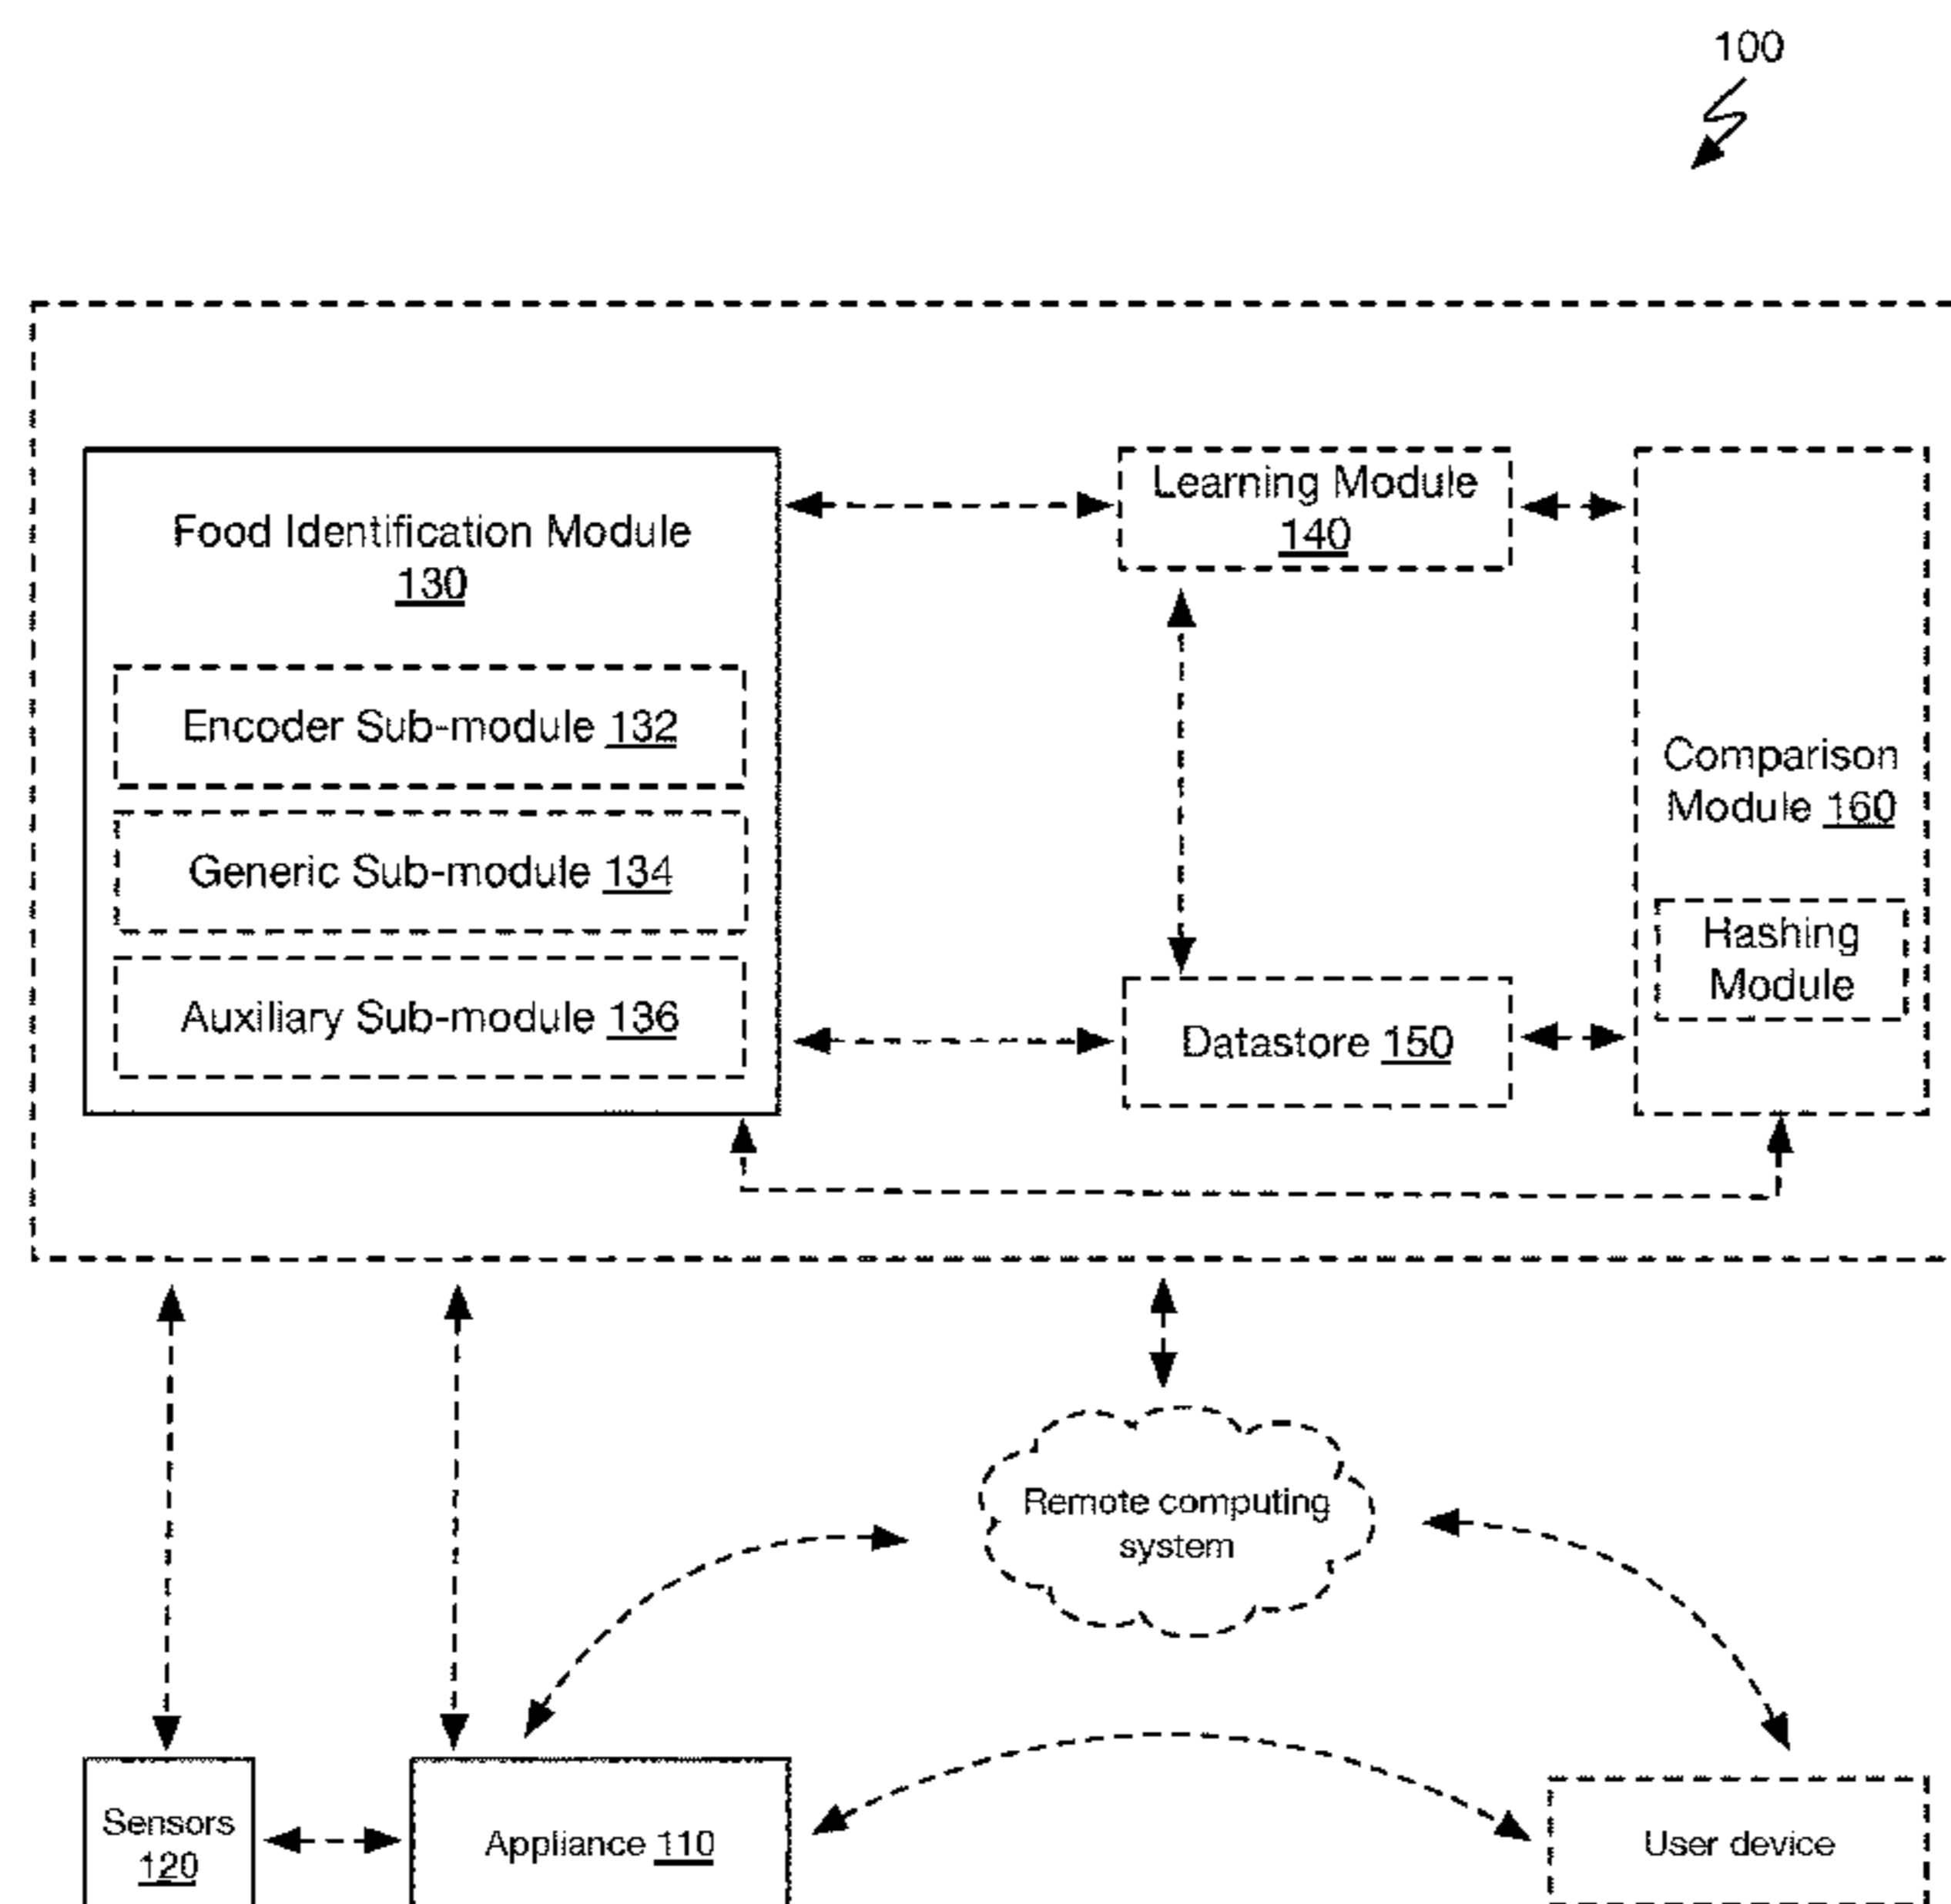 100
Food Identification Module
130
Encoder Sub-module 132
Generic Sub-module 134
Auxiliary Sub-module 136
Learning Module
140
Datastore 150
Comparison
Module 160
Hashing
Module
Remote computing
system
Sensors
120
Appliance 110
User device